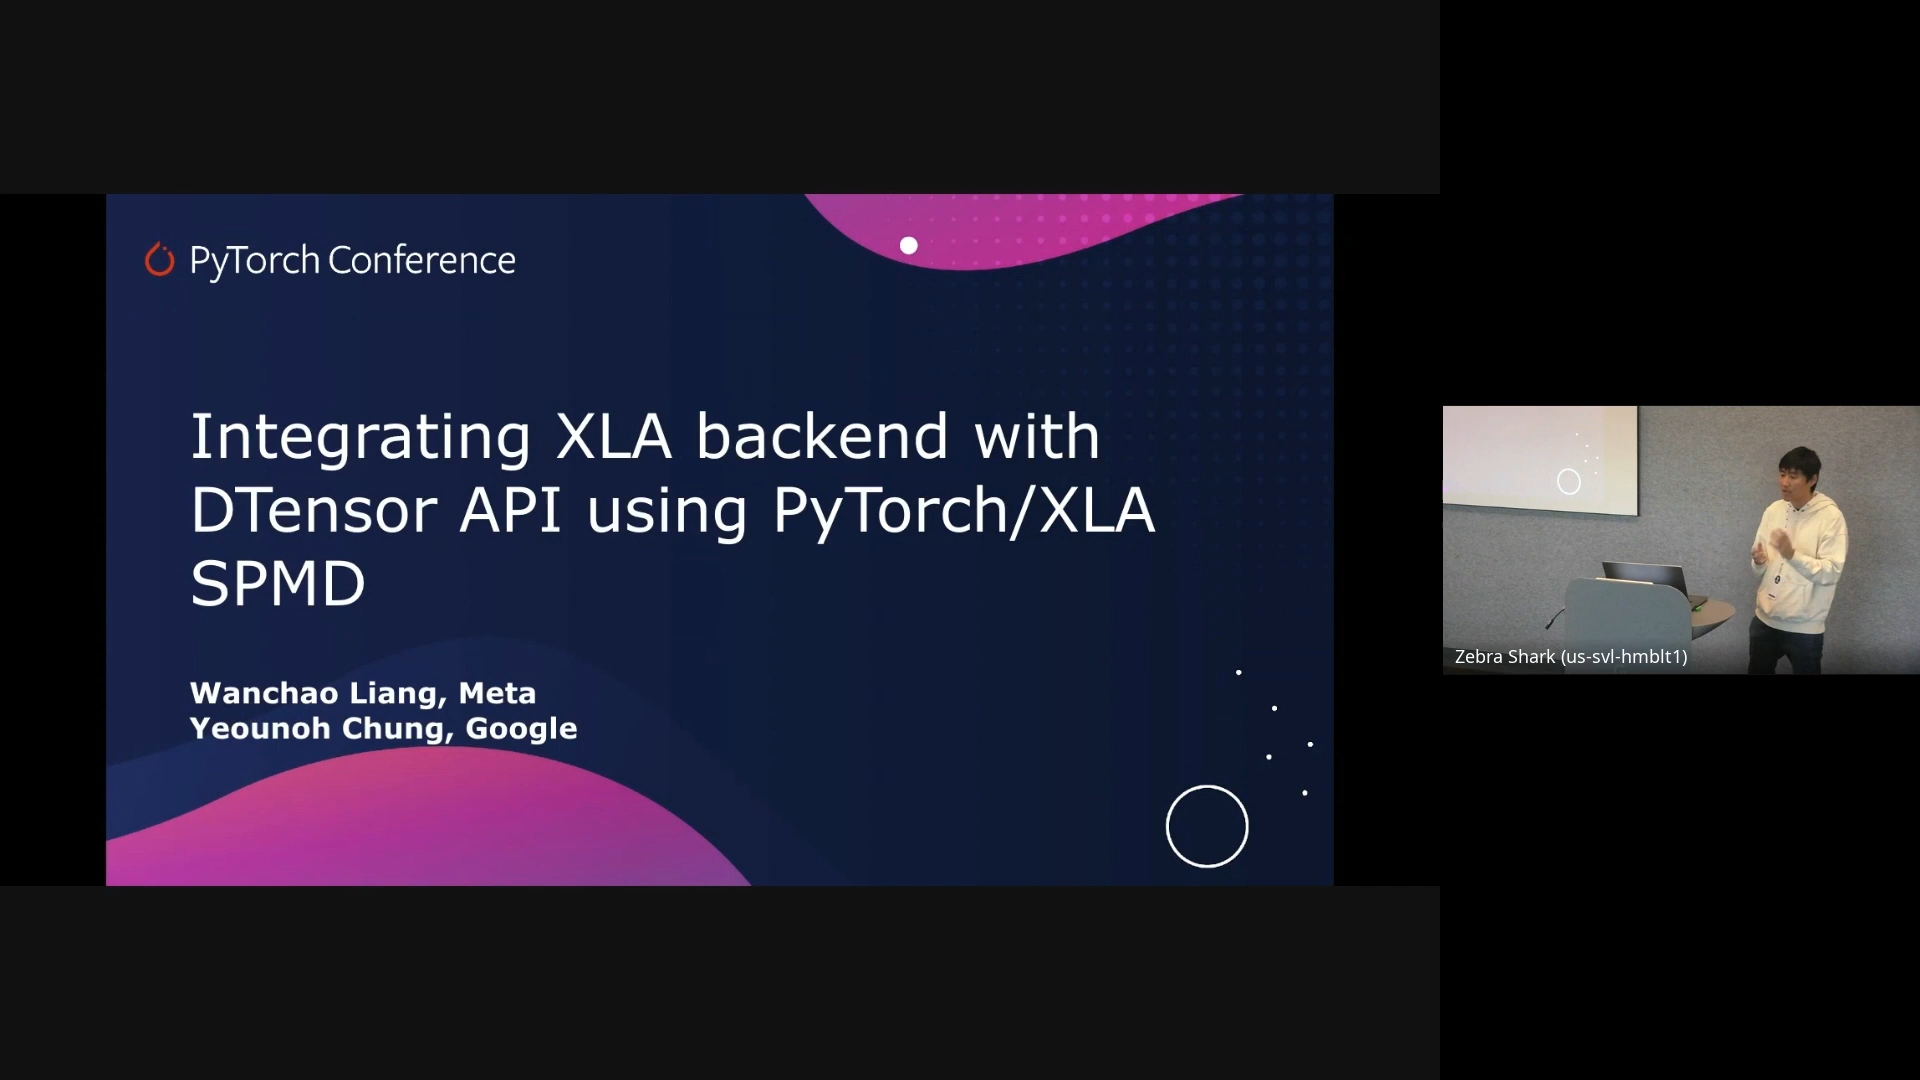 PyTorch Conference
Integrating XLA backend with
DTensor API using PyTorch/XLA
SPMD
Wanchao Liang, Meta
Yeounoh Chung, Google
Zebra Shark (us-svl-hmblt1)